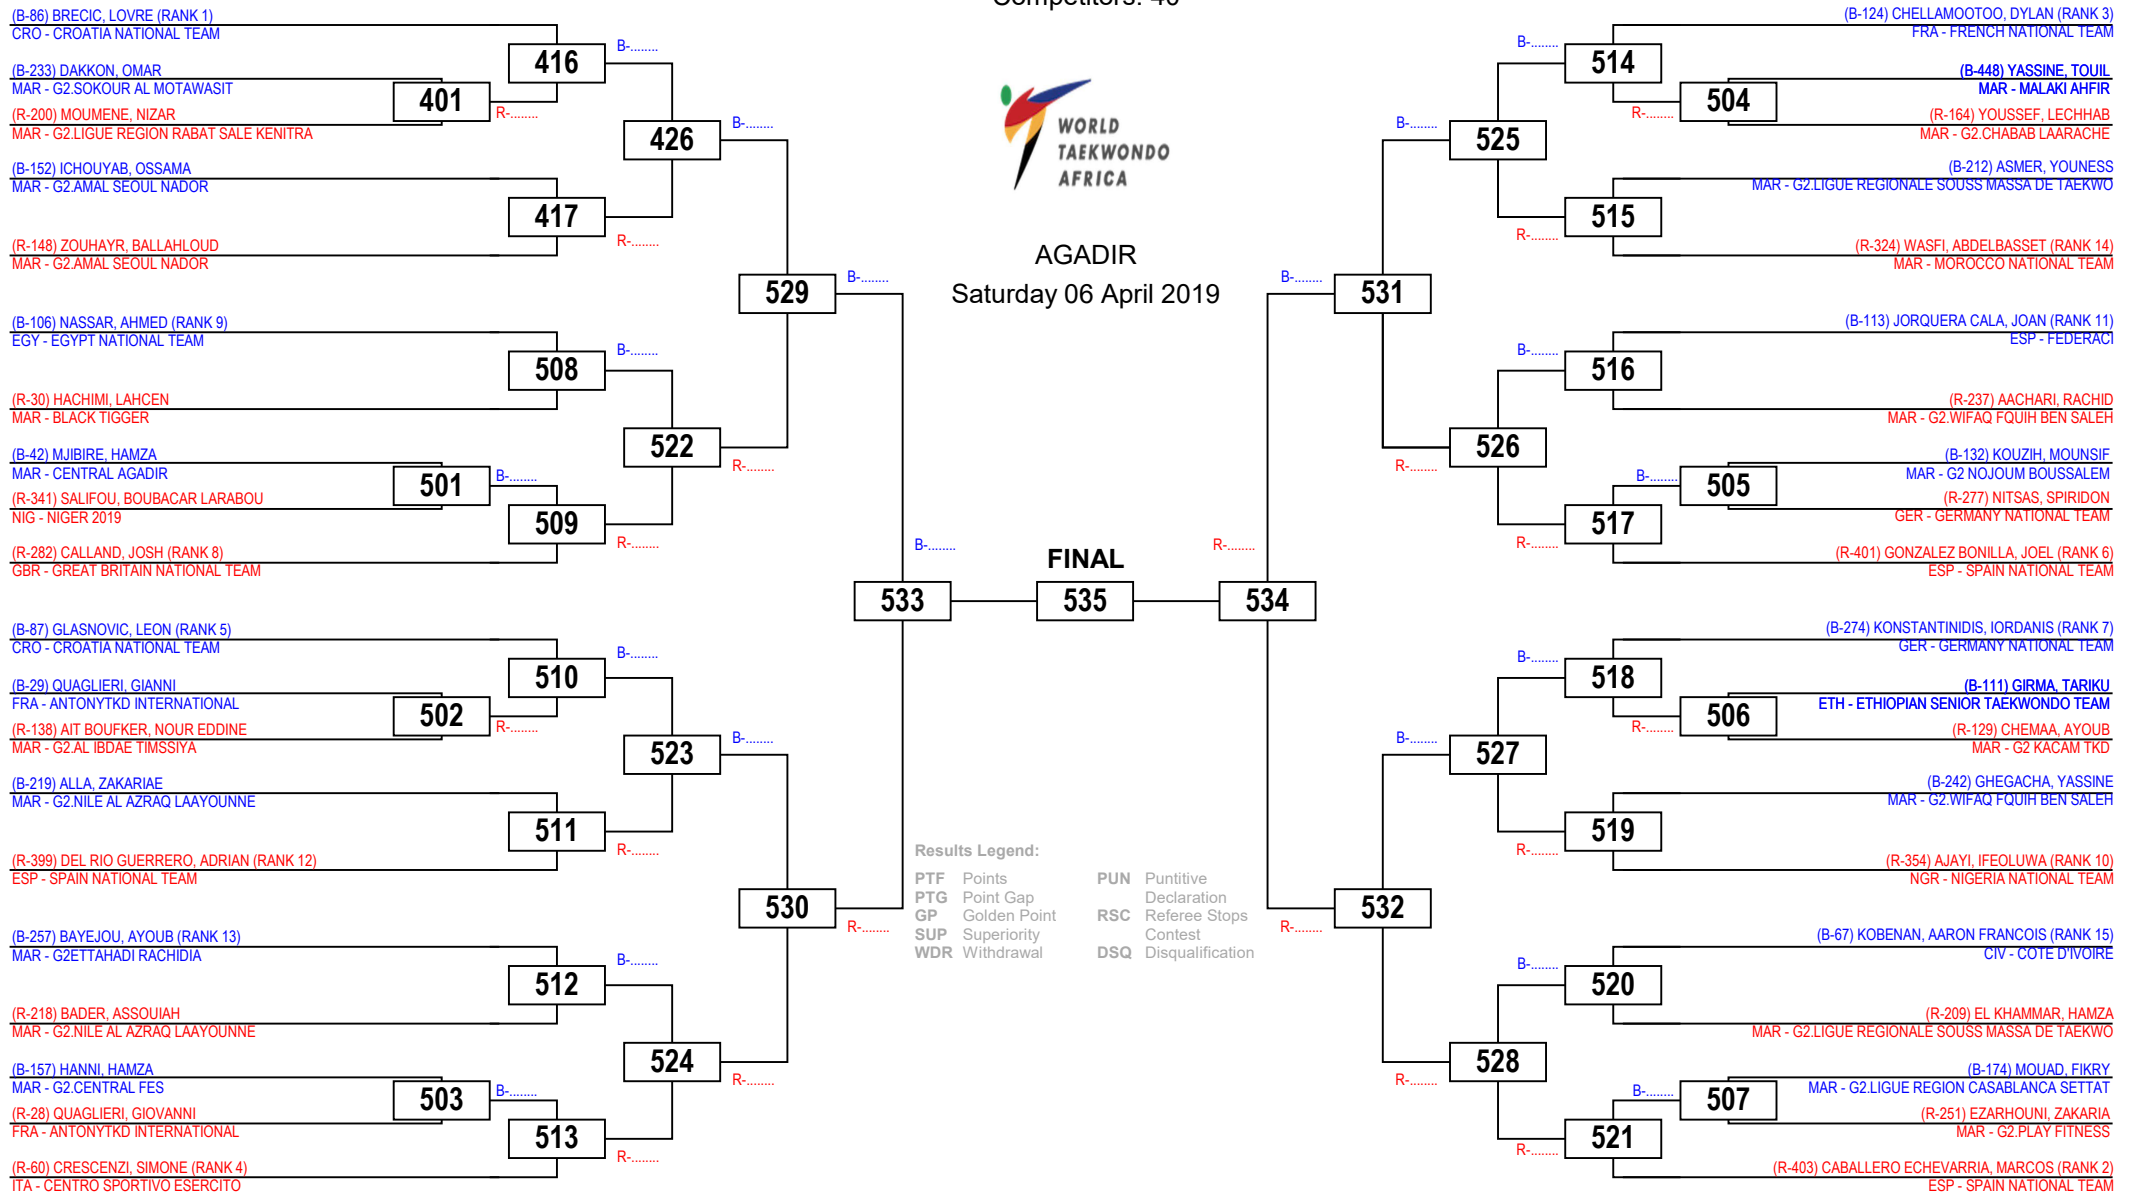 Competitors: 40
(B-86) BRECIC, LOVRE (RANK 1)
CRO - CROATIA NATIONAL TEAM
416
B-........
(B-233) DAKKON, OMAR
MAR - G2.SOKOUR AL MOTAWASIT
401
R-........
(R-200) MOUMENE, NIZAR
MAR - G2.LIGUE REGION RABAT SALE KENITRA
426
B-........
(B-152) ICHOUYAB, OSSAMA
MAR - G2.AMAL SEOUL NADOR
417
R-........
(R-148) ZOUHAYR, BALLAHLOUD
MAR - G2.AMAL SEOUL NADOR
529
B-........
(B-106) NASSAR, AHMED (RANK 9)
EGY - EGYPT NATIONAL TEAM
508
B-........
(R-30) HACHIMI, LAHCEN
MAR - BLACK TIGGER
522
R-........
(B-42) MJIBIRE, HAMZA
MAR - CENTRAL AGADIR
501
B-........
(R-341) SALIFOU, BOUBACAR LARABOU
NIG - NIGER 2019
509
R-........
(R-282) CALLAND, JOSH (RANK 8)
GBR - GREAT BRITAIN NATIONAL TEAM
533
B-........
(B-87) GLASNOVIC, LEON (RANK 5)
CRO - CROATIA NATIONAL TEAM
510
B-........
(B-29) QUAGLIERI, GIANNI
FRA - ANTONYTKD INTERNATIONAL
502
R-........
(R-138) AIT BOUFKER, NOUR EDDINE
MAR - G2.AL IBDAE TIMSSIYA
523
B-........
(B-219) ALLA, ZAKARIAE
MAR - G2.NILE AL AZRAQ LAAYOUNNE
511
R-........
(R-399) DEL RIO GUERRERO, ADRIAN (RANK 12)
ESP - SPAIN NATIONAL TEAM
530
R-........
(B-257) BAYEJOU, AYOUB (RANK 13)
MAR - G2ETTAHADI RACHIDIA
512
B-........
(R-218) BADER, ASSOUIAH
MAR - G2.NILE AL AZRAQ LAAYOUNNE
524
R-........
(B-157) HANNI, HAMZA
MAR - G2.CENTRAL FES
503
B-........
(R-28) QUAGLIERI, GIOVANNI
FRA - ANTONYTKD INTERNATIONAL
513
R-........
(R-60) CRESCENZI, SIMONE (RANK 4)
ITA - CENTRO SPORTIVO ESERCITO
WORLD
TAEKWONDO
AFRICA
AGADIR
Saturday 06 April 2019
FINAL
535
Results Legend:
PTF Points
PTG Point Gap
GP Golden Point
SUP Superiority
WDR Withdrawal
PUN Puntitive
Declaration
RSC Referee Stops
Contest
DSQ Disqualification
(B-124) CHELLAMOOTOO, DYLAN (RANK 3)
FRA - FRENCH NATIONAL TEAM
B-........
514
(B-448) YASSINE, TOUIL
MAR - MALAKI AHFIR
R-........
504
(R-164) YOUSSEF, LECHHAB
MAR - G2.CHABAB LAARACHE
B-........
525
(B-212) ASMER, YOUNESS
MAR - G2.LIGUE REGIONALE SOUSS MASSA DE TAEKWO
515
R-........
(R-324) WASFI, ABDELBASSET (RANK 14)
MAR - MOROCCO NATIONAL TEAM
B-........
531
(B-113) JORQUERA CALA, JOAN (RANK 11)
ESP - FEDERACI
B-........
516
(R-237) AACHARI, RACHID
MAR - G2.WIFAQ FQUIH BEN SALEH
526
R-........
(B-132) KOUZIH, MOUNSIF
MAR - G2 NOJOUM BOUSSALEM
B-........
505
(R-277) NITSAS, SPIRIDON
GER - GERMANY NATIONAL TEAM
517
R-........
(R-401) GONZALEZ BONILLA, JOEL (RANK 6)
ESP - SPAIN NATIONAL TEAM
R-........
534
(B-274) KONSTANTINIDIS, IORDANIS (RANK 7)
GER - GERMANY NATIONAL TEAM
B-........
518
(B-111) GIRMA, TARIKU
ETH - ETHIOPIAN SENIOR TAEKWONDO TEAM
R-........
506
(R-129) CHEMAA, AYOUB
MAR - G2 KACAM TKD
B-........
527
(B-242) GHEGACHA, YASSINE
MAR - G2.WIFAQ FQUIH BEN SALEH
519
R-........
(R-354) AJAYI, IFEOLUWA (RANK 10)
NGR - NIGERIA NATIONAL TEAM
532
R-........
(B-67) KOBENAN, AARON FRANCOIS (RANK 15)
CIV - COTE D'IVOIRE
B-........
520
(R-209) EL KHAMMAR, HAMZA
MAR - G2.LIGUE REGIONALE SOUSS MASSA DE TAEKWO
528
R-........
(B-174) MOUAD, FIKRY
MAR - G2.LIGUE REGION CASABLANCA SETTAT
B-........
507
(R-251) EZARHOUNI, ZAKARIA
MAR - G2.PLAY FITNESS
521
R-........
(R-403) CABALLERO ECHEVARRIA, MARCOS (RANK 2)
ESP - SPAIN NATIONAL TEAM